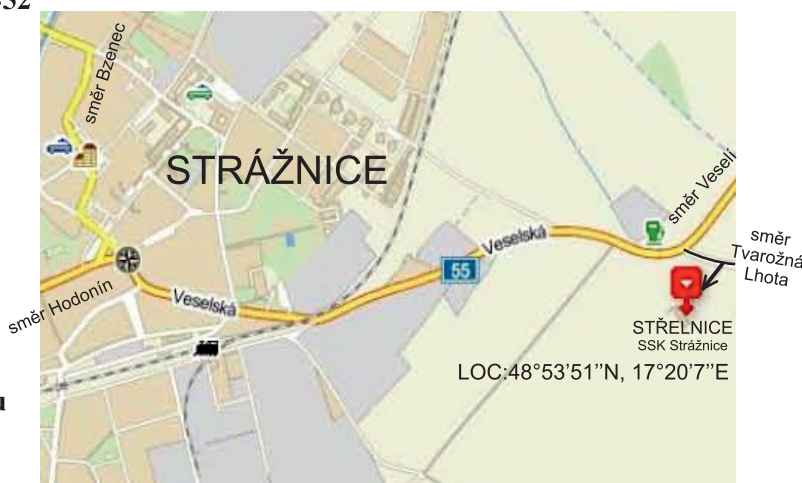 směr Bzenec
STRÁŽNICE
směr Veselí
Veselská
směr
Tvarožná
Lhota
55
směr Hodonín
Veselská
STŘELNICE
SSK Strážnice
LOC:48°53’51’’N, 17°20’7’’E
u